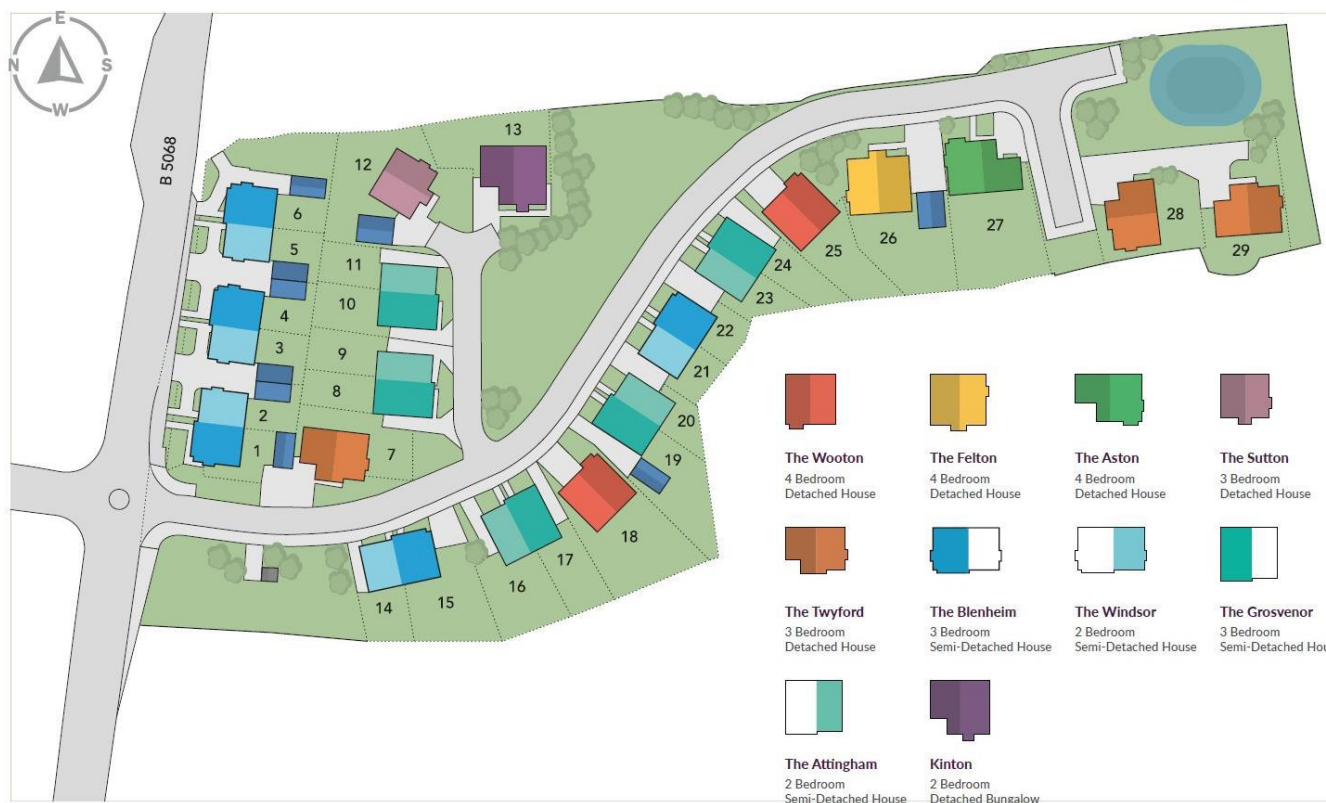 E
N
S
W
B 5068
1
2
3
4
5
6
7
8
9
10
11
12
13
14
15
16
17
18
19
20
21
22
23
24
25
26
27
28
29
The Wooton
4 Bedroom
Detached House
The Felton
4 Bedroom
Detached House
The Aston
4 Bedroom
Detached House
The Sutton
3 Bedroom
Detached House
The Twyford
3 Bedroom
Detached House
The Blenheim
3 Bedroom
Semi-Detached House
The Windsor
2 Bedroom
Semi-Detached House
The Grosvenor
3 Bedroom
Semi-Detached Hou
The Attingham
2 Bedroom
Semi-Detached House
Kinton
2 Bedroom
Detached Bungalow